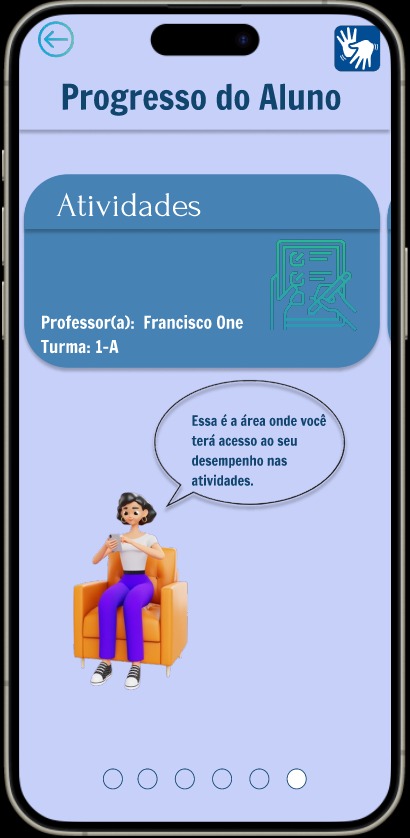 Progresso do Aluno
Atividades
Professor(a): Francisco One
Turma: 1-A
Essa é a área onde você
terá acesso ao seu
desempenho nas
atividades.